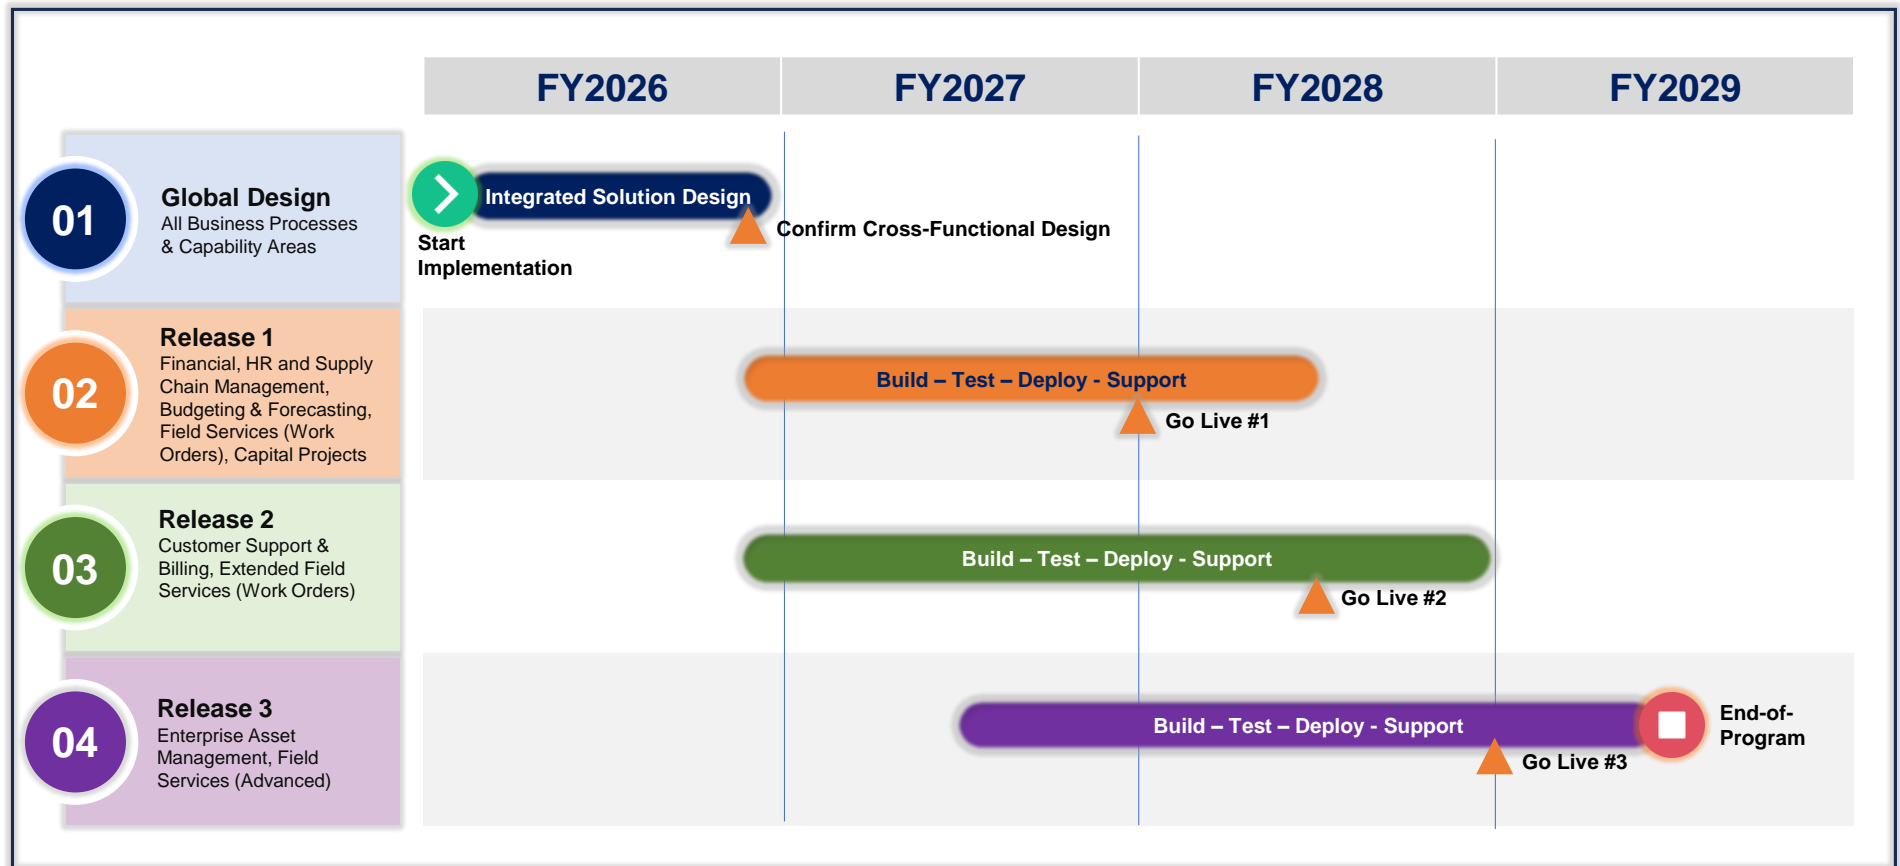 FY2026
FY2027
FY2028
FY2029
01
Global Design
All Business Processes
& Capability Areas
Integrated Solution Design
Start
Implementation
Confirm Cross-Functional Design
02
Release 1
Financial, HR and Supply
Chain Management,
Budgeting & Forecasting,
Field Services (Work
Orders), Capital Projects
Build – Test – Deploy - Support
Go Live #1
03
Release 2
Customer Support &
Billing, Extended Field
Services (Work Orders)
Build – Test – Deploy - Support
Go Live #2
04
Release 3
Enterprise Asset
Management, Field
Services (Advanced)
Build – Test – Deploy - Support
Go Live #3
End-of-
Program